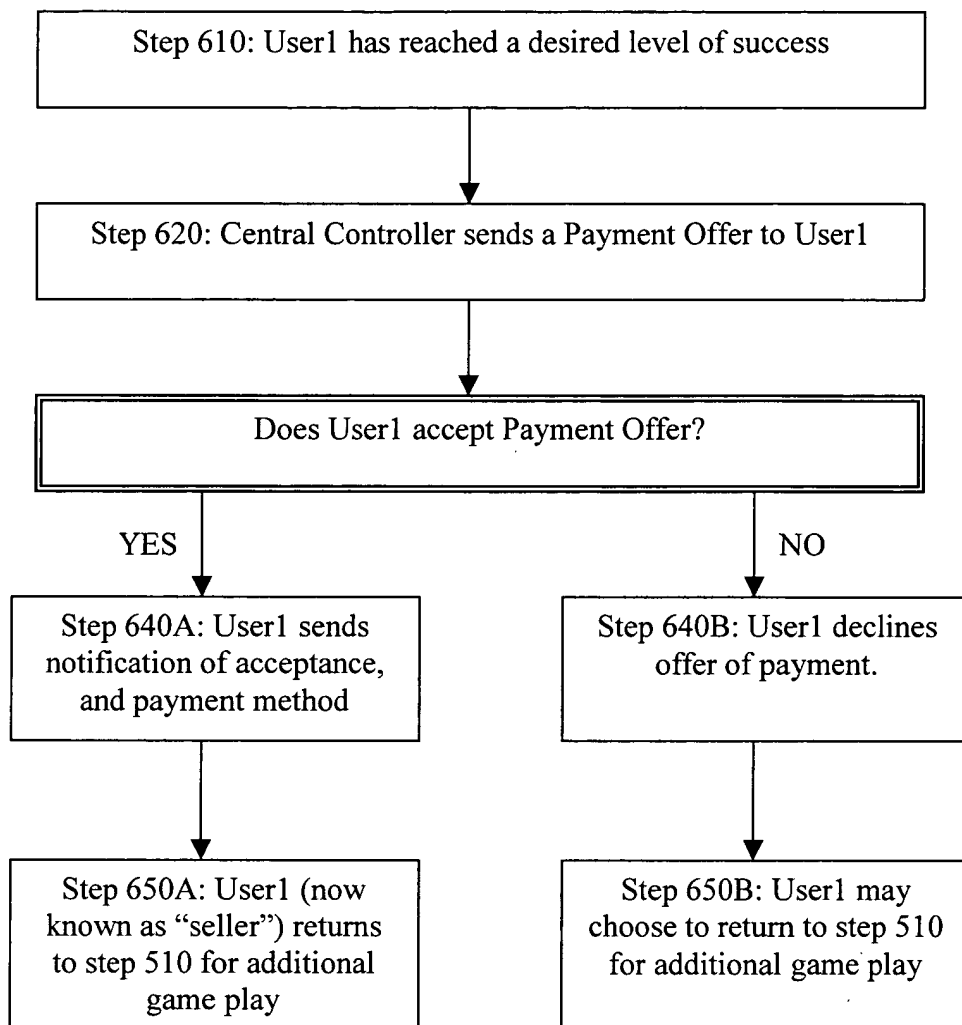 Step 610: User1 has reached a desired level of success
Step 620: Central Controller sends a Payment Offer to User1
Does User1 accept Payment Offer?
YES
NO
Step 640A: User1 sends
notification of acceptance,
and payment method
Step 640B: User1 declines
offer of payment.
Step 650A: User1 (now
known as “seller”) returns
to step 510 for additional
game play
Step 650B: User1 may
choose to return to step 510
for additional game play